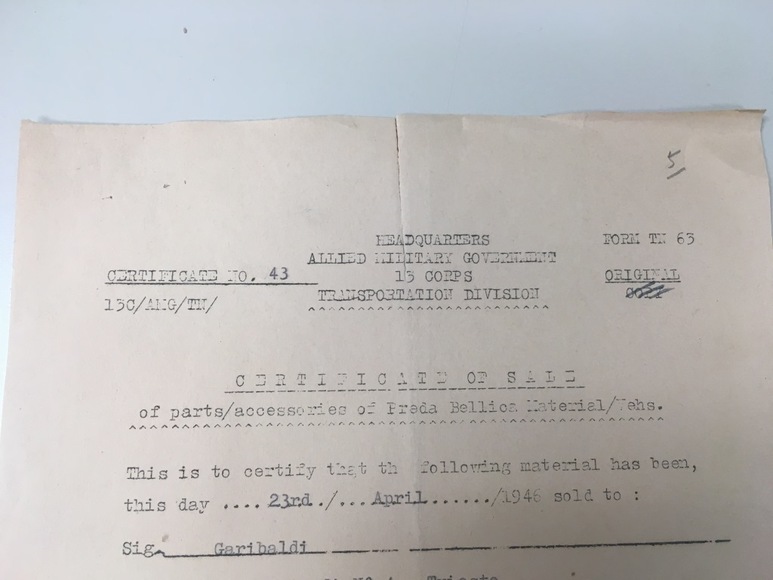 5
HEADQUARTERS FORM TN 63
ALLIED MILITARY GOVERNMENT
CERTIFICATE NO. 43 13 CORPS ORIGINAL
13C/AMG/TN/ TRANSPORTATION DIVISION COPY
CERTIFICATE OF SALE
of parts/accessories of Preda Bellica Material/Vehs.
This is to certify that th following material has been,
this day .... 23rd ./... April ....../1946 sold to :
Sig. Garibaldi
Trieste